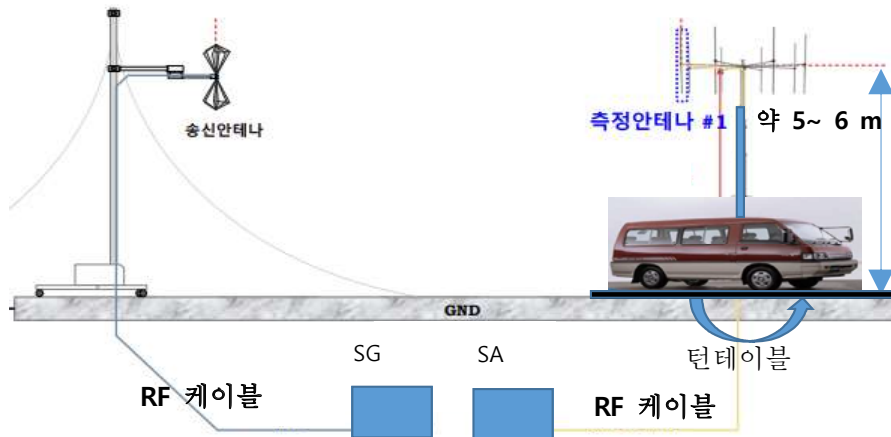 송신안테나
측정안테나 #1
약 5~ 6 m
GND
턴테이블
SG
SA
RF 케이블
RF 케이블